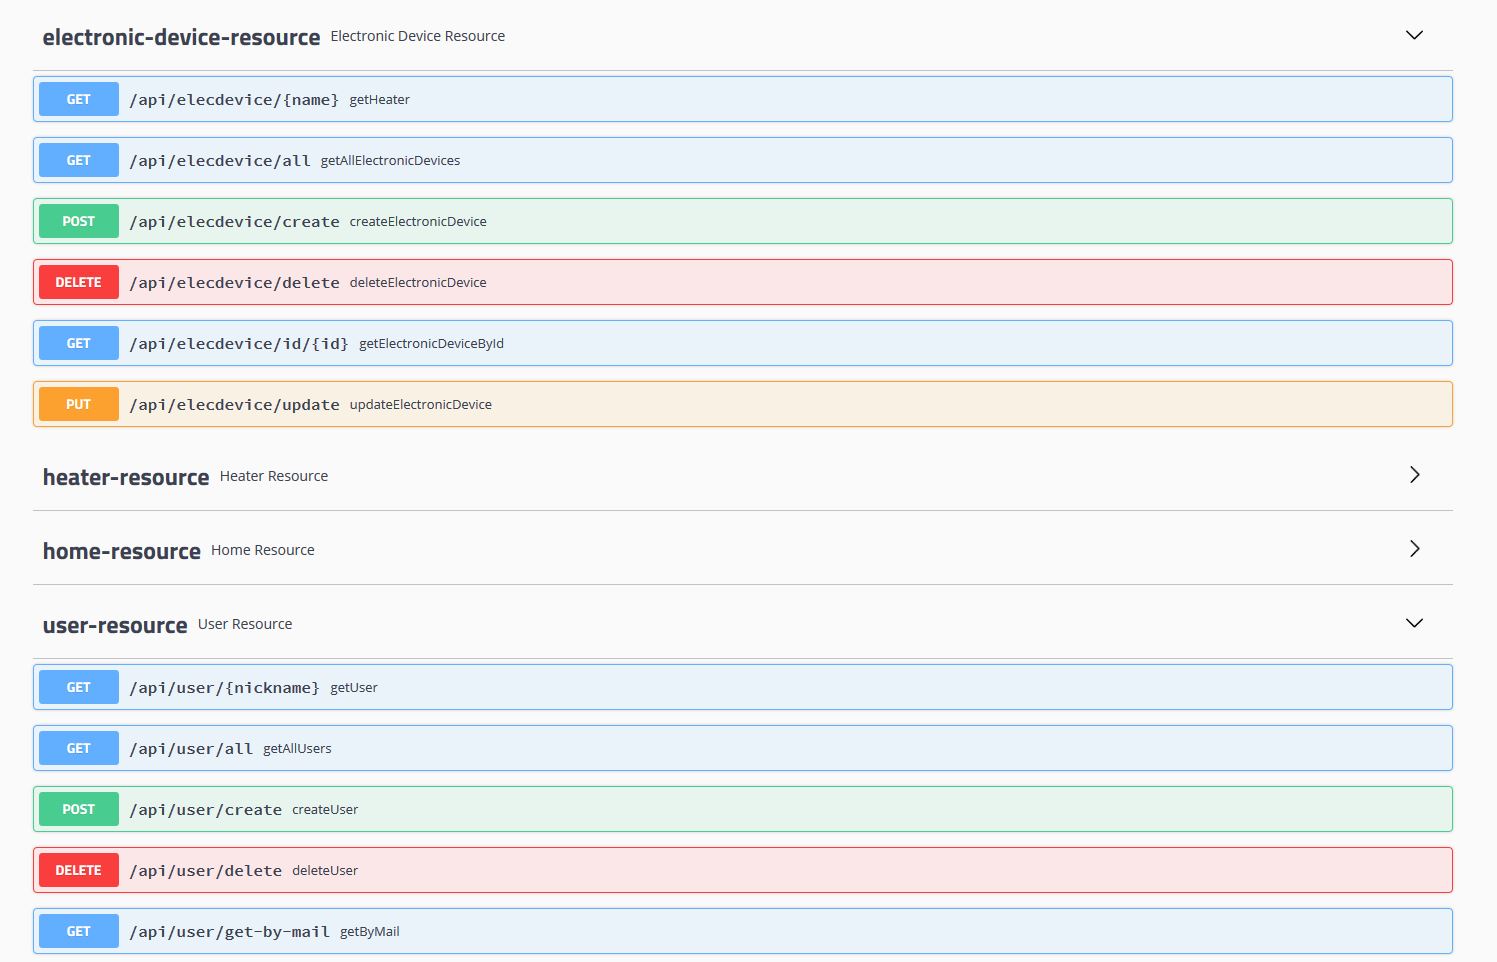 electronic-device-resource Electronic Device Resource
GET /api/elecdevice/{name} getHeater
GET /api/elecdevice/all getAllElectronicDevices
POST /api/elecdevice/create createElectronicDevice
DELETE /api/elecdevice/delete deleteElectronicDevice
GET /api/elecdevice/id/{id} getElectronicDeviceById
PUT /api/elecdevice/update updateElectronicDevice
heater-resource Heater Resource
home-resource Home Resource
user-resource User Resource
GET /api/user/{nickname} getUser
GET /api/user/all getAllUsers
POST /api/user/create createUser
DELETE /api/user/delete deleteUser
GET /api/user/get-by-mail getByMail